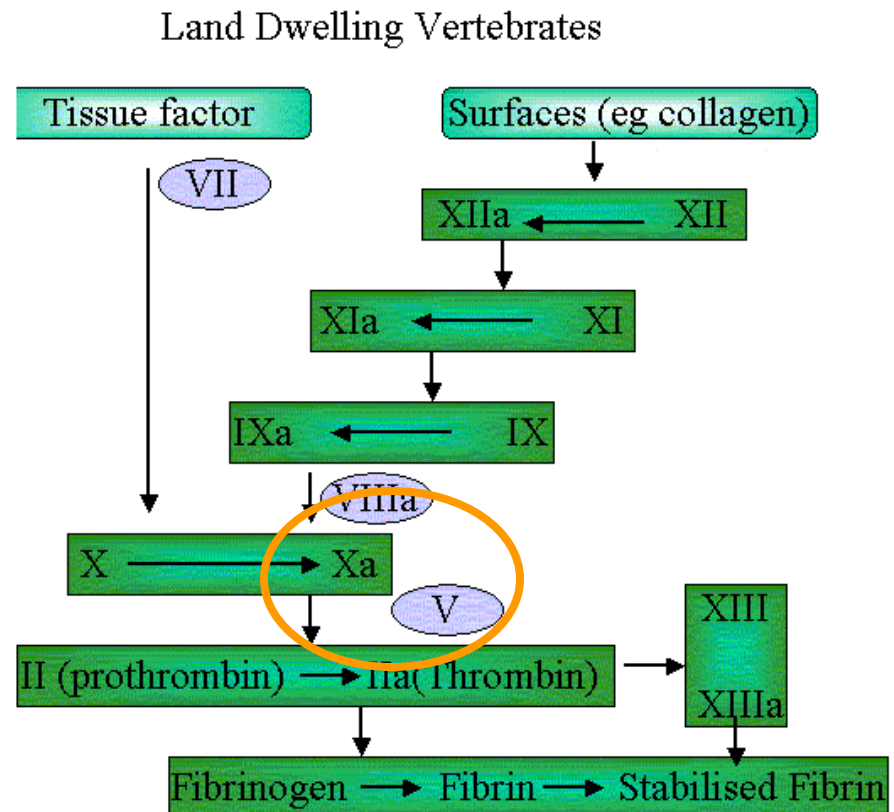 Land Dwelling Vertebrates
Tissue factor
Surfaces (eg collagen)
VII
XIIa XII
XIa XI
IXa IX
VIIIa
X Xa
V
XIII
II (prothrombin) IIa(Thrombin)
XIIIa
Fibrinogen Fibrin Stabilised Fibrin